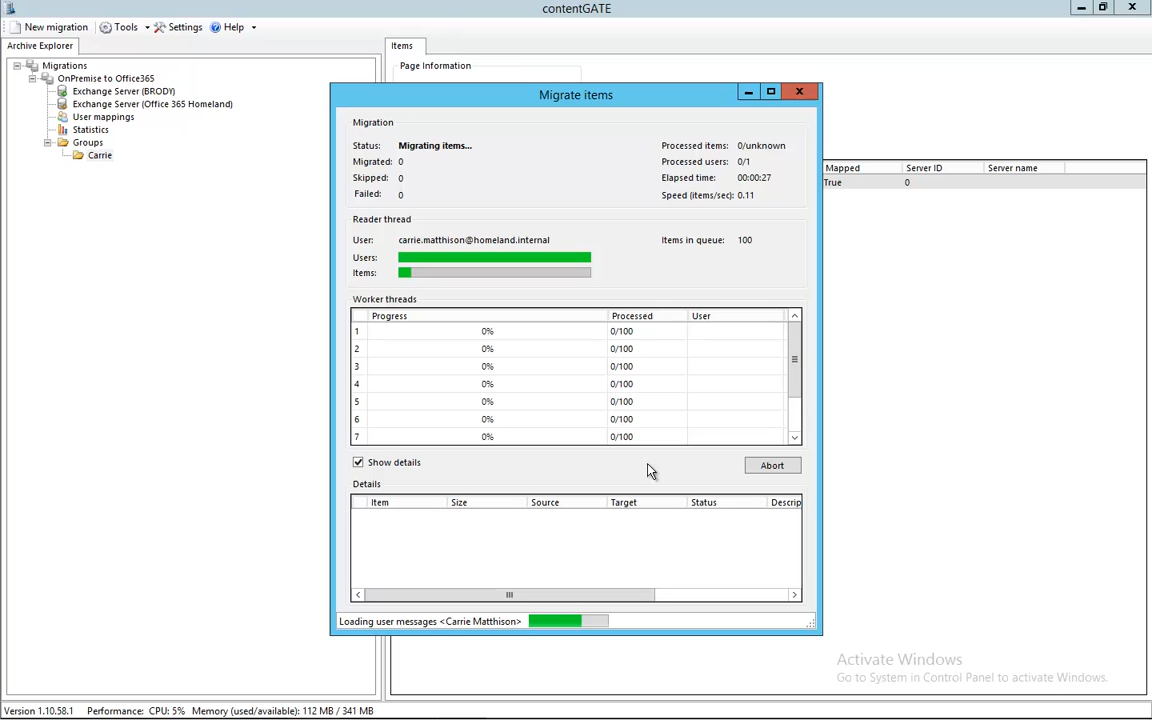 contentGATE
New migration Tools Settings Help
Archive Explorer
Items
Migrations
OnPremise to Office365
Exchange Server (BRODY)
Exchange Server (Office 365 Homeland)
User mappings
Statistics
Groups
Carrie
Page Information
Mapped Server ID Server name
True 0
Migrate items
Migration
Status: Migrating items... Processed items: 0/unknown
Migrated: 0 Processed users: 0/1
Skipped: 0 Elapsed time: 00:00:27
Failed: 0 Speed (items/sec): 0.11
Reader thread
User: carrie.matthison@homeland.internal Items in queue: 100
Users:
Items:
Worker threads
Progress Processed User
1 0% 0/100
2 0% 0/100
3 0% 0/100
4 0% 0/100
5 0% 0/100
6 0% 0/100
7 0% 0/100
Show details Abort
Details
Item Size Source Target Status Descrip
Loading user messages <Carrie Matthison>
Activate Windows
Go to System in Control Panel to activate Windows.
Version 1.10.58.1 Performance: CPU: 5% Memory (used/available): 112 MB / 341 MB